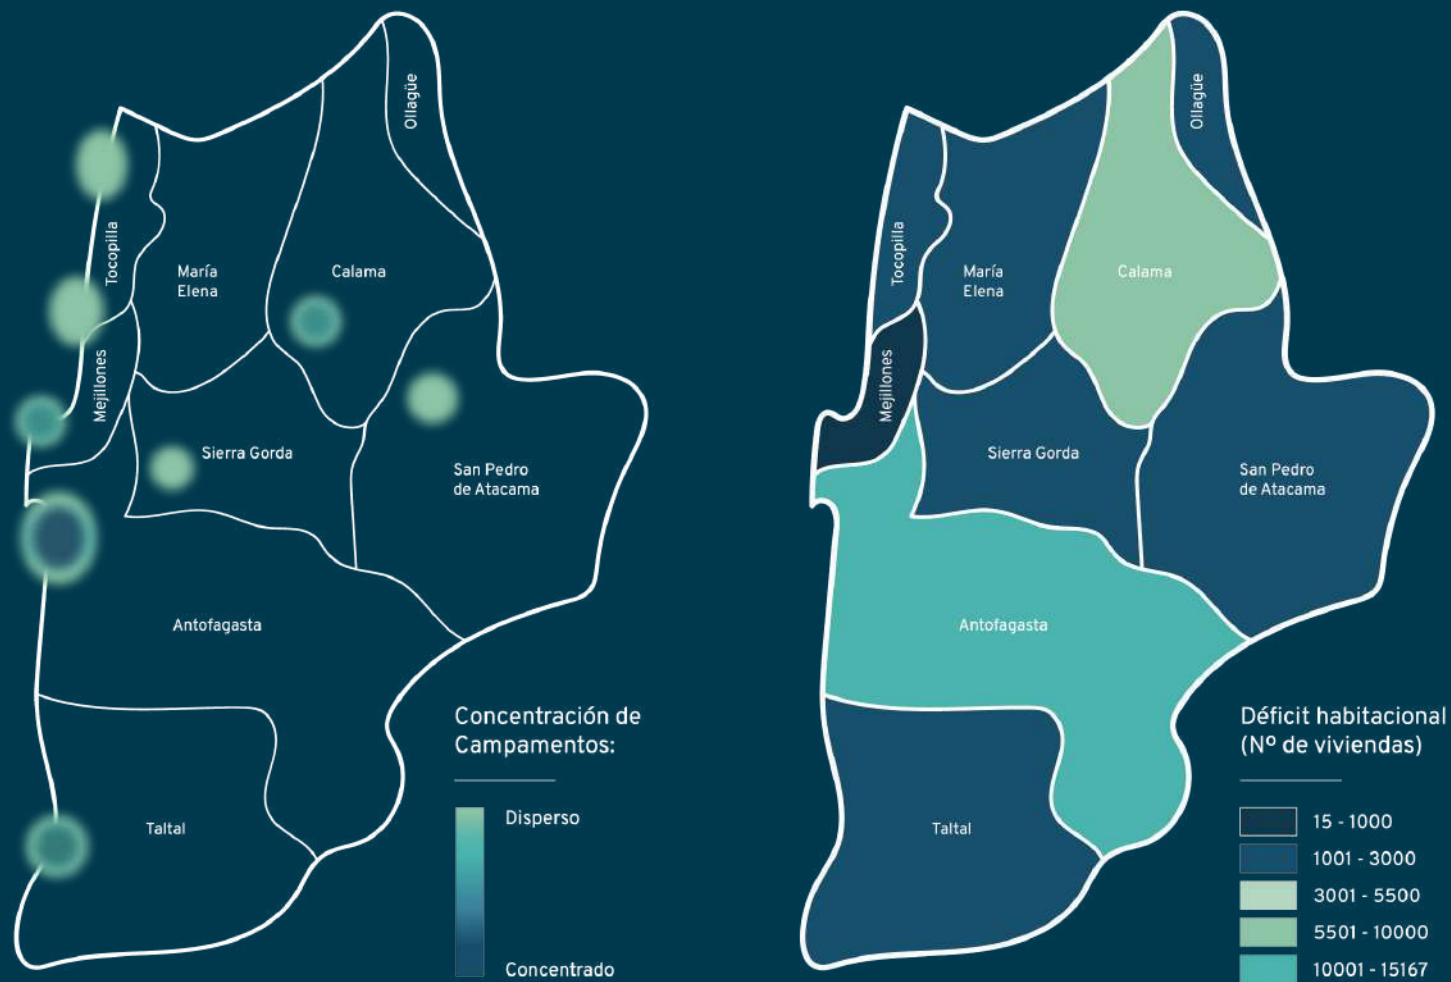 Ollagüe
Tocopilla
María
Elena
Calama
Mejillones
Sierra Gorda
San Pedro
de Atacama
Antofagasta
Taltal
Concentración de
Campamentos:
Disperso
Concentrado
Ollagüe
Tocopilla
María
Elena
Calama
Mejillones
Sierra Gorda
San Pedro
de Atacama
Antofagasta
Taltal
Déficit habitacional
(Nº de viviendas)
15 - 1000
1001 - 3000
3001 - 5500
5501 - 10000
10001 - 15167